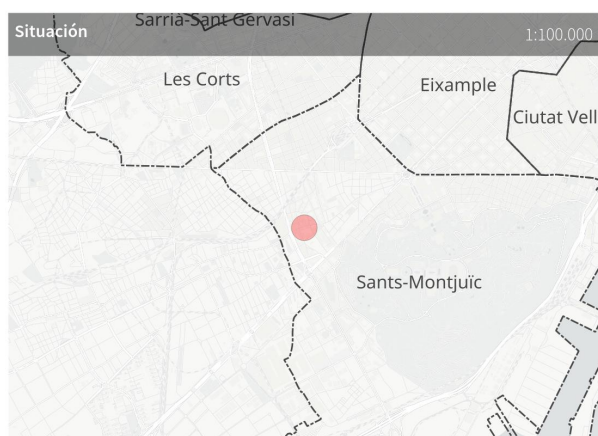 Sarrià-Sant Gervasi
Situación
1:100.000
Les Corts
Eixample
Ciutat Vell
Sants-Montjuïc